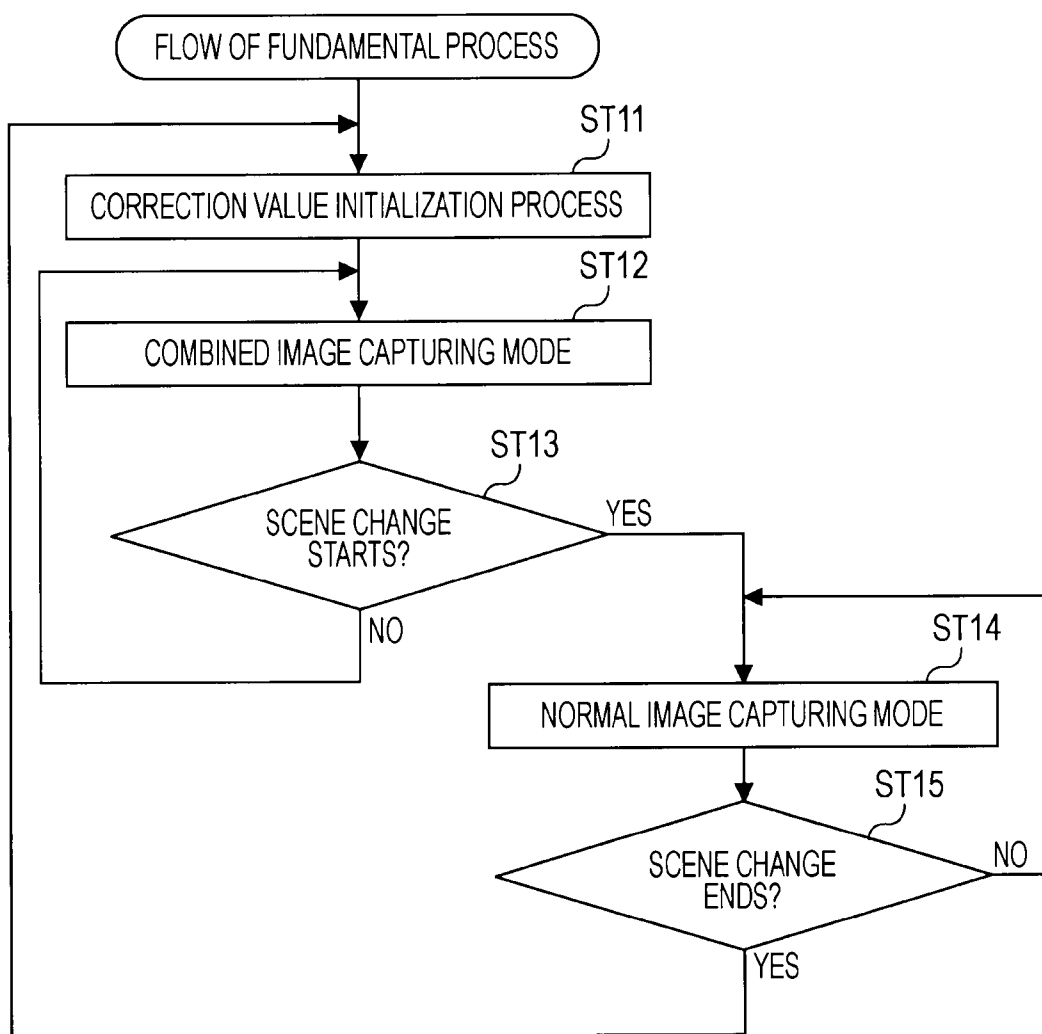 FLOW OF FUNDAMENTAL PROCESS
ST11
CORRECTION VALUE INITIALIZATION PROCESS
ST12
COMBINED IMAGE CAPTURING MODE
ST13
SCENE CHANGE
STARTS?
YES
NO
ST14
NORMAL IMAGE CAPTURING MODE
ST15
SCENE CHANGE
ENDS?
NO
YES